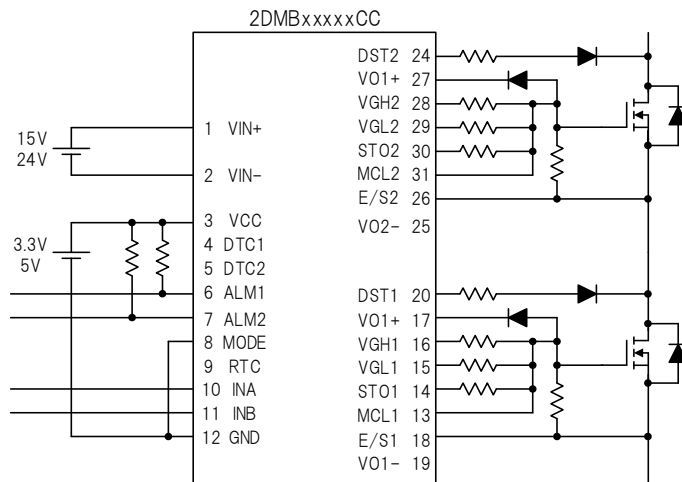 2DMBxxxxxCC
DST2 24
VO1+ 27
VGH2 28
VGL2 29
STO2 30
MCL2 31
E/S2 26
VO2- 25
15V
24V
1 VIN+
2 VIN-
3.3V
5V
3 VCC
4 DTC1
5 DTC2
6 ALM1
7 ALM2
8 MODE
9 RTC
10 INA
11 INB
12 GND
DST1 20
VO1+ 17
VGH1 16
VGL1 15
STO1 14
MCL1 13
E/S1 18
VO1- 19